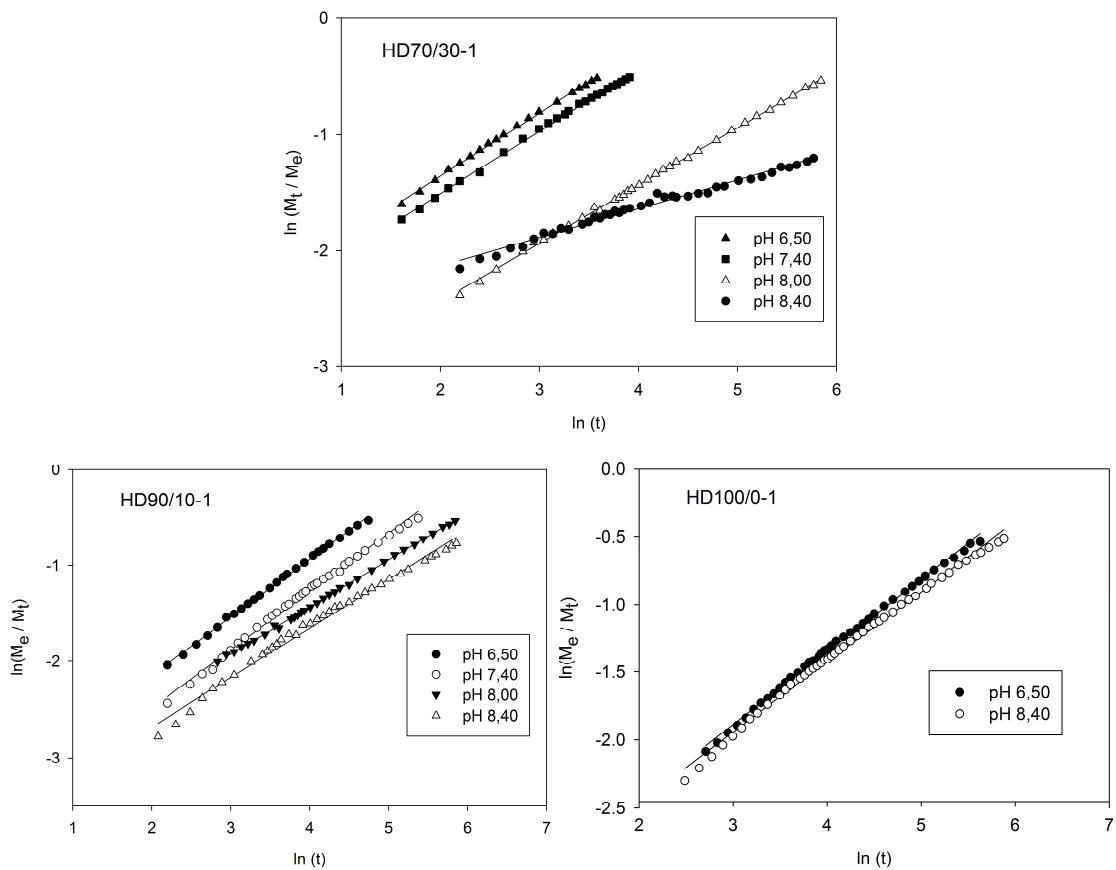 0
HD70/30-1
-1
ln (Mt / Me)
-2
pH 6,50
pH 7,40
pH 8,00
pH 8,40
-3
1 2 3 4 5 6
ln (t)
0
HD90/10-1
-1
ln(Me / Mt)
-2
pH 6,50
pH 7,40
pH 8,00
pH 8,40
-3
1 2 3 4 5 6 7
ln (t)
0.0
HD100/0-1
-0.5
-1.0
ln(Me / Mt)
-1.5
pH 6,50
pH 8,40
-2.0
-2.5
2 3 4 5 6 7
ln (t)